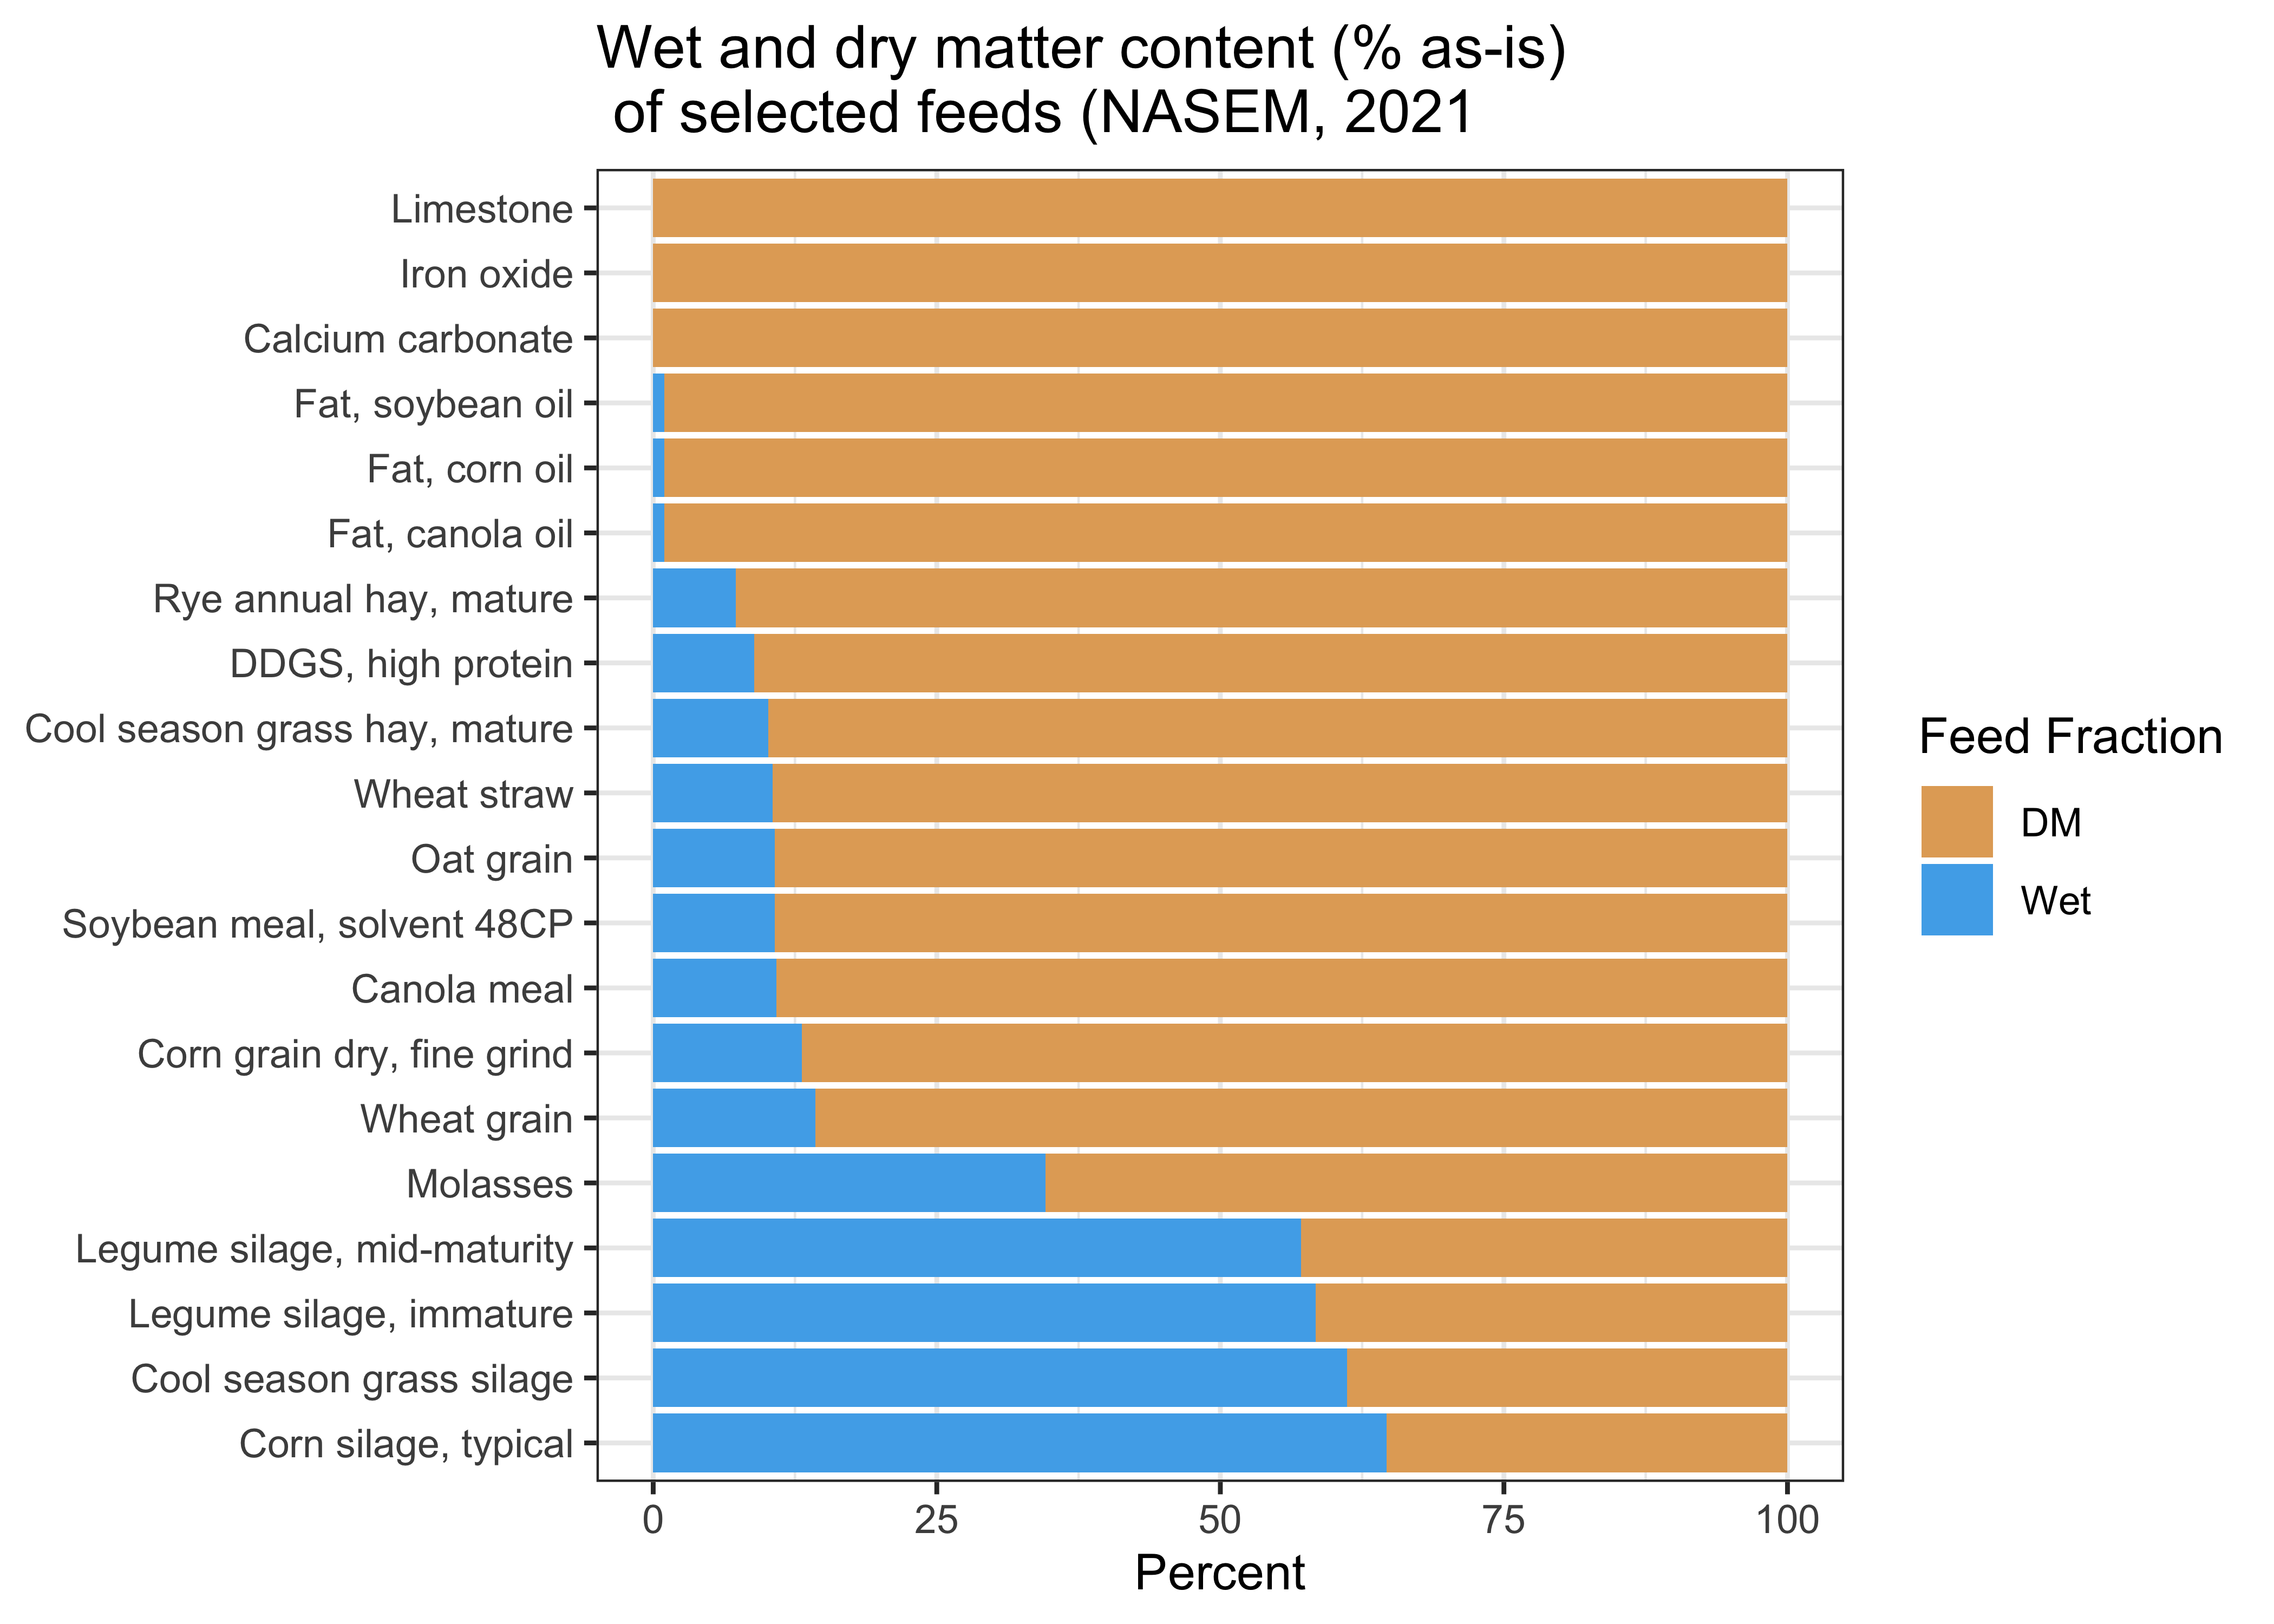 Wet and dry matter content (% as-is)
of selected feeds (NASEM, 2021
Limestone
Iron oxide
Calcium carbonate
Fat, soybean oil
Fat, corn oil
Fat, canola oil
Rye annual hay, mature
DDGS, high protein
Cool season grass hay, mature
Wheat straw
Oat grain
Soybean meal, solvent 48CP
Canola meal
Corn grain dry, fine grind
Wheat grain
Molasses
Legume silage, mid-maturity
Legume silage, immature
Cool season grass silage
Corn silage, typical
0 25 50 75 100
Percent
Feed Fraction
DM
Wet